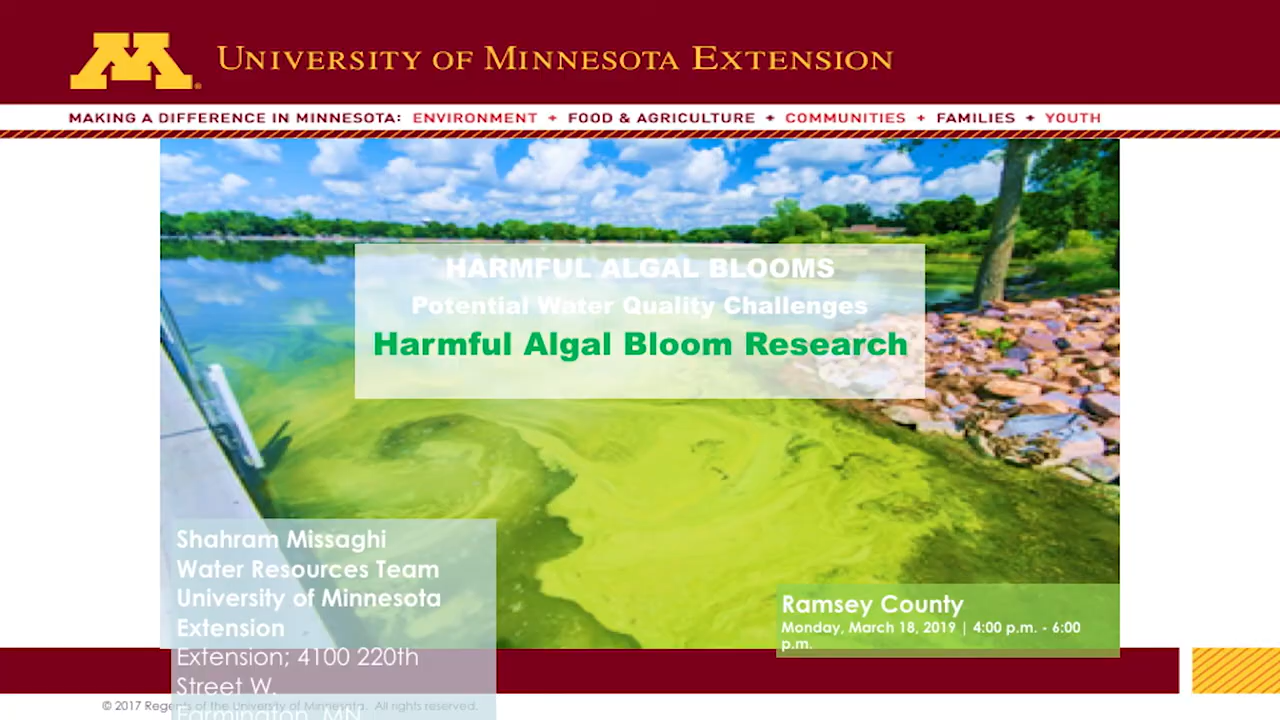 M
UNIVERSITY OF MINNESOTA EXTENSION
MAKING A DIFFERENCE IN MINNESOTA: ENVIRONMENT + FOOD & AGRICULTURE + COMMUNITIES + FAMILIES + YOUTH
HARMFUL ALGAL BLOOMS
Potential Water Quality Challenges
Harmful Algal Bloom Research
Shahram Missaghi
Water Resources Team
University of Minnesota
Extension
Extension; 4100 220th
Street W.
Farmington, MN
Ramsey County
Monday, March 18, 2019 | 4:00 p.m. - 6:00
p.m.
© 2017 Regents of the University of Minnesota. All rights reserved.